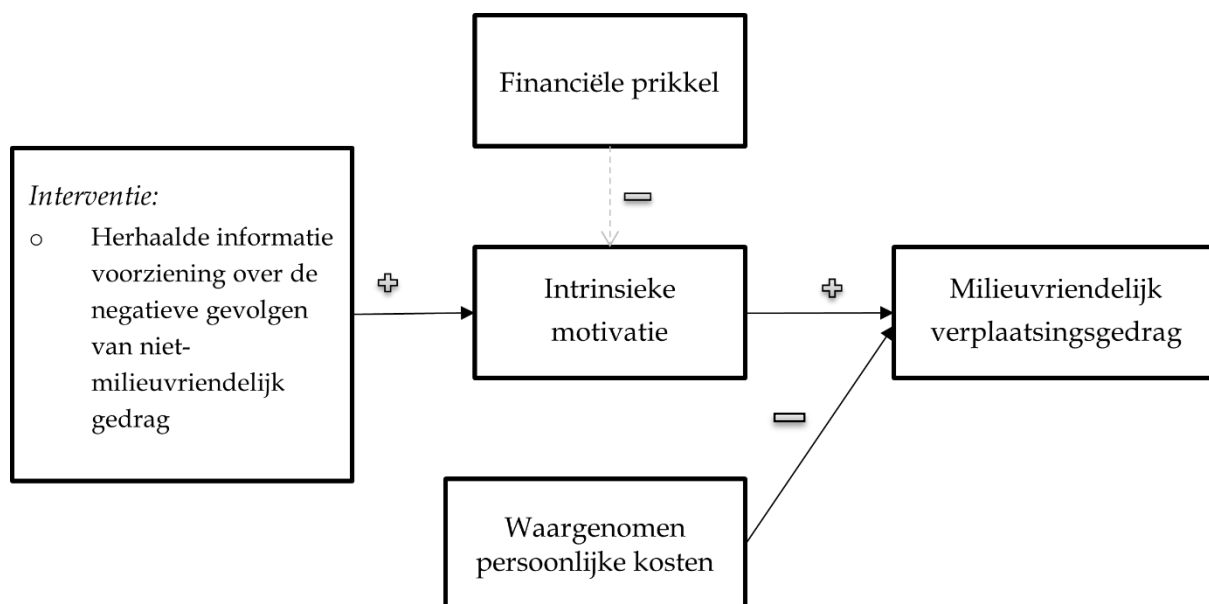 Financiële prikkel
Interventie:
o Herhaalde informatie
voorziening over de
negatieve gevolgen
van niet-
milieuvriendelijk
gedrag
Intrinsieke
motivatie
Milieuvriendelijk
verplaatsingsgedrag
Waargenomen
persoonlijke kosten